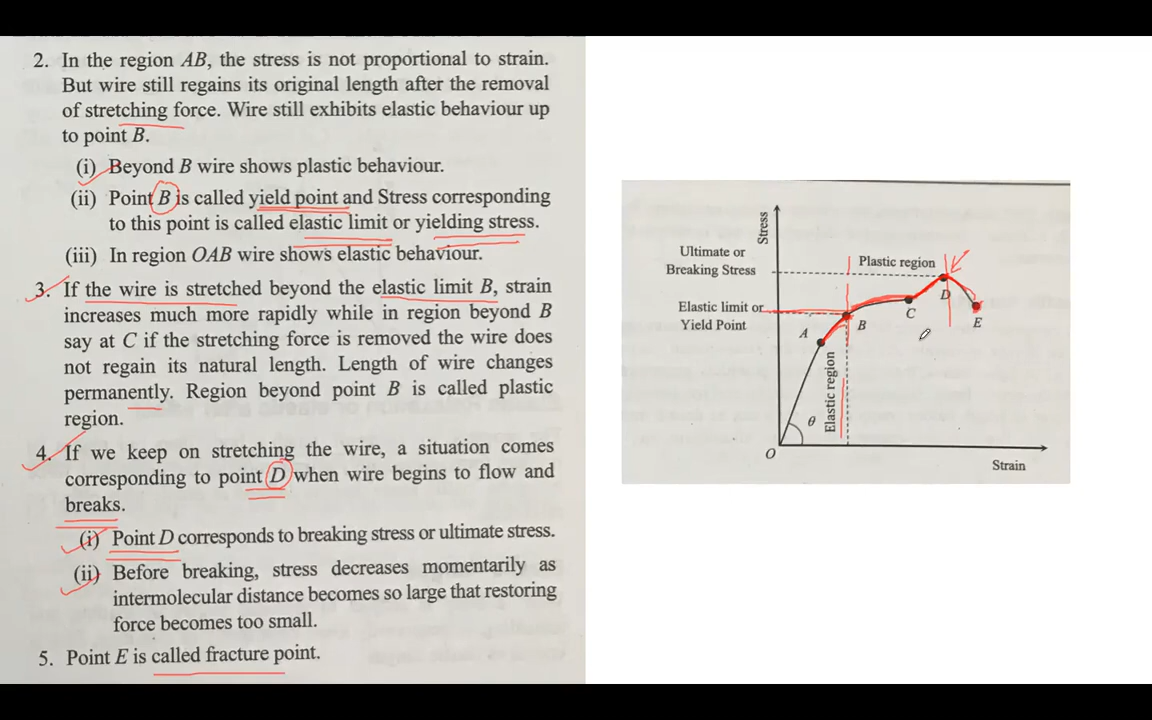 2. In the region AB, the stress is not proportional to strain.
But wire still regains its original length after the removal
of stretching force. Wire still exhibits elastic behaviour up
to point B.
(i) Beyond B wire shows plastic behaviour.
(ii) Point B is called yield point and Stress corresponding
to this point is called elastic limit or yielding stress.
(iii) In region OAB wire shows elastic behaviour.
3. If the wire is stretched beyond the elastic limit B, strain
increases much more rapidly while in region beyond B
say at C if the stretching force is removed the wire does
not regain its natural length. Length of wire changes
permanently. Region beyond point B is called plastic
region.
4. If we keep on stretching the wire, a situation comes
corresponding to point D when wire begins to flow and
breaks.
(i) Point D corresponds to breaking stress or ultimate stress.
(ii) Before breaking, stress decreases momentarily as
intermolecular distance becomes so large that restoring
force becomes too small.
5. Point E is called fracture point.
Stress
Ultimate or
Breaking Stress
Plastic region
Elastic limit or
Yield Point
A
B
C
D
E
Elastic region
θ
O
Strain